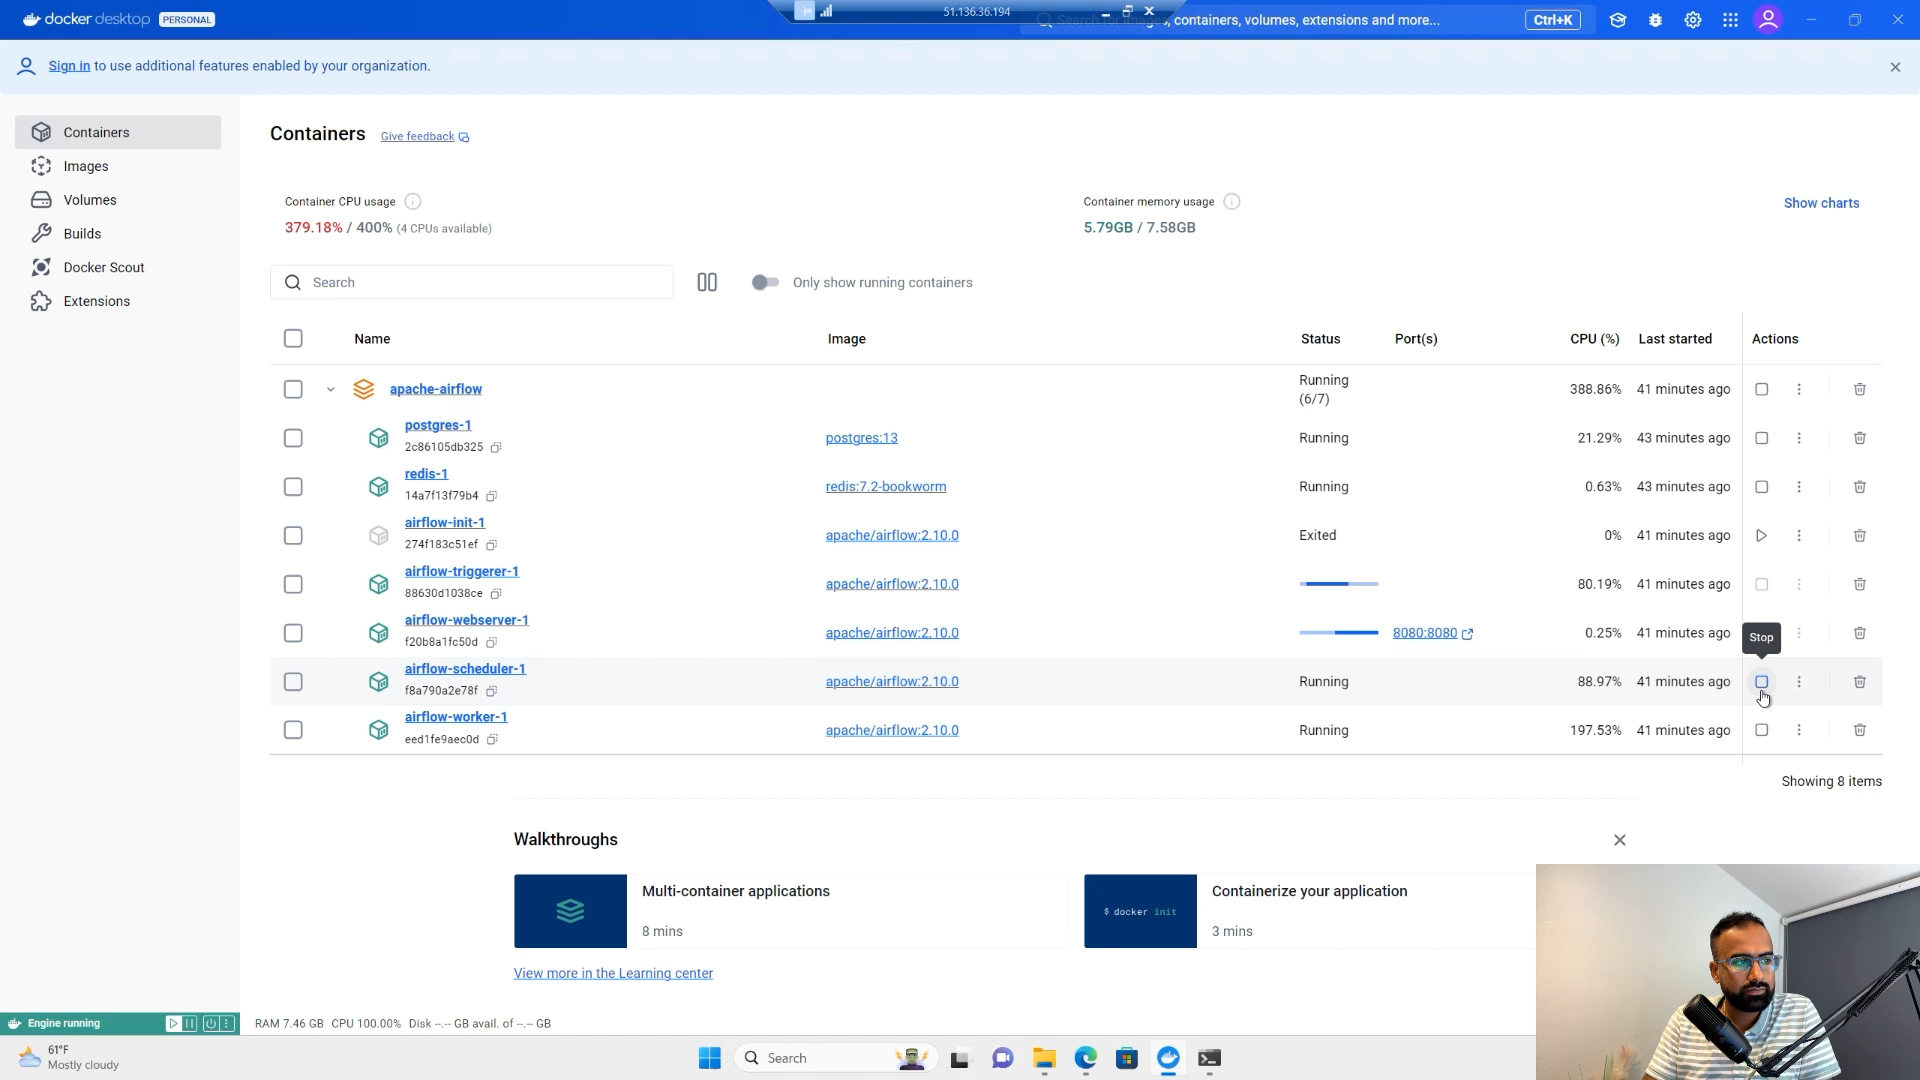 docker desktop PERSONAL
51.136.36.194
Search for images, containers, volumes, extensions and more...
Ctrl+K
Sign in to use additional features enabled by your organization.
Containers
Images
Volumes
Builds
Docker Scout
Extensions
Containers Give feedback
Container CPU usage
379.18% / 400% (4 CPUs available)
Container memory usage
5.79GB / 7.58GB
Show charts
Search
Only show running containers
Name Image Status Port(s) CPU (%) Last started Actions
apache-airflow Running (6/7) 388.86% 41 minutes ago
postgres-1
2c86105db325 postgres:13 Running 21.29% 43 minutes ago
redis-1
14a7f13f79b4 redis:7.2-bookworm Running 0.63% 43 minutes ago
airflow-init-1
274f183c51ef apache/airflow:2.10.0 Exited 0% 41 minutes ago
airflow-triggerer-1
88630d1038ce apache/airflow:2.10.0 80.19% 41 minutes ago
airflow-webserver-1
f20b8a1fc50d apache/airflow:2.10.0 8080:8080 0.25% 41 minutes ago
Stop
airflow-scheduler-1
f8a790a2e78f apache/airflow:2.10.0 Running 88.97% 41 minutes ago
airflow-worker-1
eed1fe9aec0d apache/airflow:2.10.0 Running 197.53% 41 minutes ago
Showing 8 items
Walkthroughs
Multi-container applications
8 mins
$ docker init
Containerize your application
3 mins
View more in the Learning center
Engine running
RAM 7.46 GB CPU 100.00% Disk --.-- GB avail. of --.-- GB
61°F
Mostly cloudy
Search